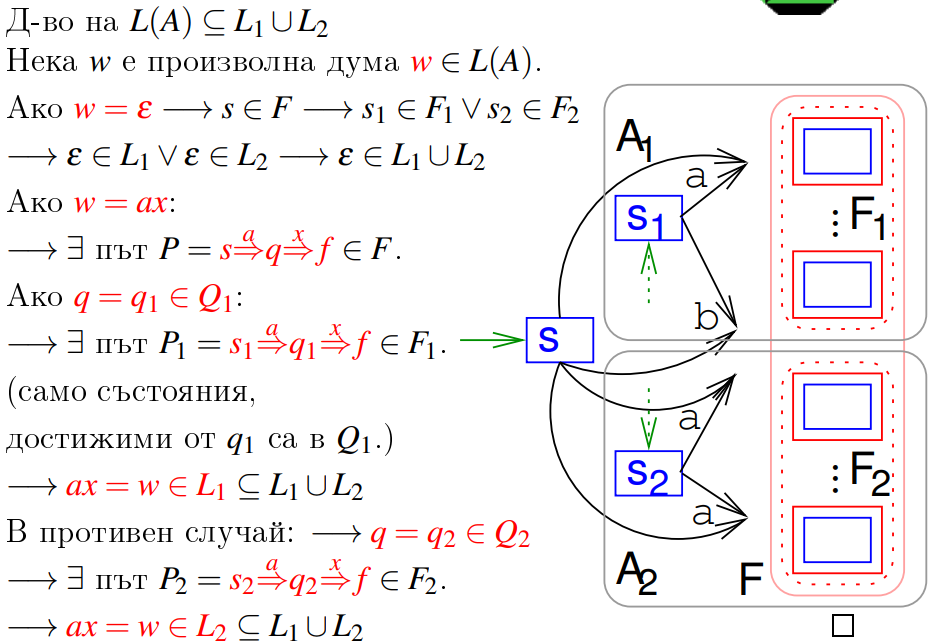 Д-во на L(A) ⊆ L₁ ∪ L₂
Нека w е произволна дума w ∈ L(A).
Ако w = ε ⟶ s ∈ F ⟶ s₁ ∈ F₁ ∨ s₂ ∈ F₂
⟶ ε ∈ L₁ ∨ ε ∈ L₂ ⟶ ε ∈ L₁ ∪ L₂
Ако w = ax:
⟶ ∃ път P = s ⇒ᵃ q ⇒ˣ f ∈ F.
Ако q = q₁ ∈ Q₁:
⟶ ∃ път P₁ = s₁ ⇒ᵃ q₁ ⇒ˣ f ∈ F₁.
(само състояния,
достижими от q₁ са в Q₁.)
⟶ ax = w ∈ L₁ ⊆ L₁ ∪ L₂
В противен случай: ⟶ q = q₂ ∈ Q₂
⟶ ∃ път P₂ = s₂ ⇒ᵃ q₂ ⇒ˣ f ∈ F₂.
⟶ ax = w ∈ L₂ ⊆ L₁ ∪ L₂
A₁
a
s₁
⋮ F₁
b
s
a
s₂
⋮ F₂
a
A₂
F
□